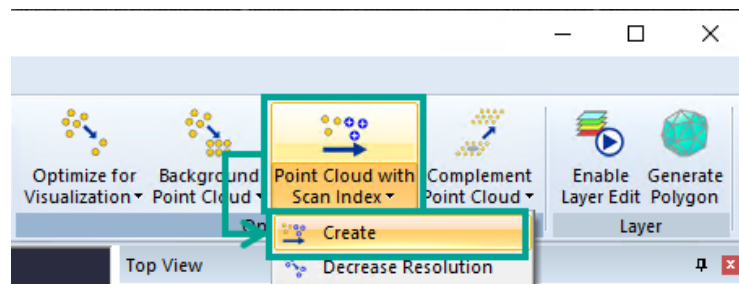 Optimize for
Visualization
Background
Point Cloud
Point Cloud with
Scan Index
Complement
Point Cloud
Enable
Layer Edit
Generate
Polygon
Layer
Create
Top View
Decrease Resolution